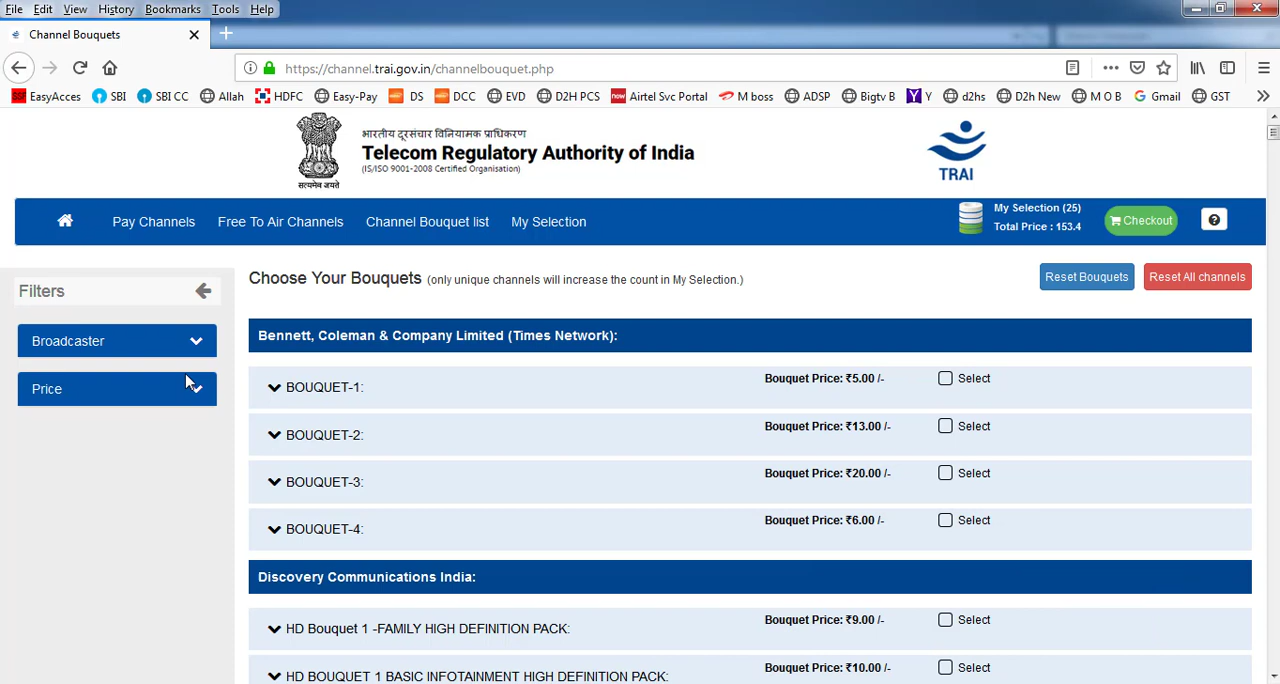 File Edit View History Bookmarks Tools Help
Channel Bouquets
https://channel.trai.gov.in/channelbouquet.php
EasyAcces SBI SBI CC Allah HDFC Easy-Pay DS DCC EVD D2H PCS Airtel Svc Portal M boss ADSP Bigtv B Y d2hs D2h New M O B Gmail GST
भारतीय दूरसंचार विनियामक प्राधिकरण
Telecom Regulatory Authority of India
(IS/ISO 9001-2008 Certified Organisation)
सत्यमेव जयते
TRAI
Pay Channels Free To Air Channels Channel Bouquet list My Selection
My Selection (25)
Total Price : 153.4
Checkout
Filters
Broadcaster
Price
Choose Your Bouquets (only unique channels will increase the count in My Selection.)
Reset Bouquets Reset All channels
Bennett, Coleman & Company Limited (Times Network):
BOUQUET-1: Bouquet Price: ₹5.00 /- Select
BOUQUET-2: Bouquet Price: ₹13.00 /- Select
BOUQUET-3: Bouquet Price: ₹20.00 /- Select
BOUQUET-4: Bouquet Price: ₹6.00 /- Select
Discovery Communications India:
HD Bouquet 1 -FAMILY HIGH DEFINITION PACK: Bouquet Price: ₹9.00 /- Select
HD BOUQUET 1 BASIC INFOTAINMENT HIGH DEFINITION PACK: Bouquet Price: ₹10.00 /- Select